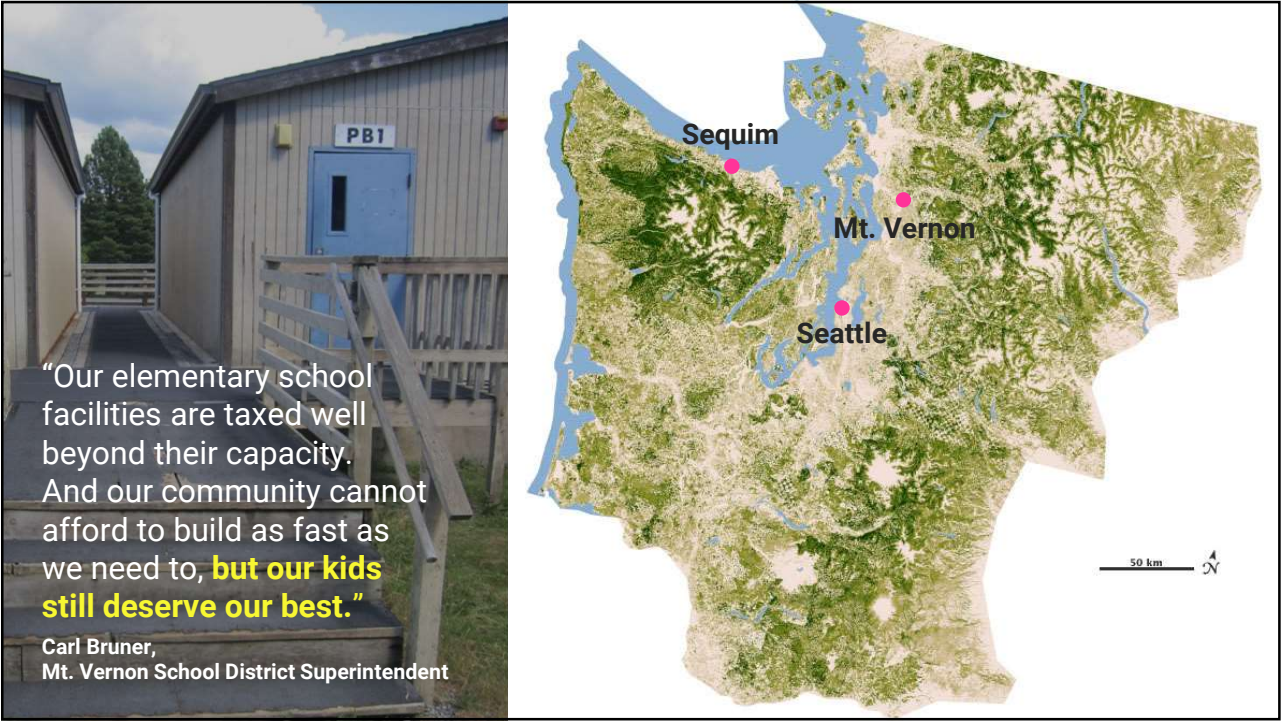 PB1
“Our elementary school
facilities are taxed well
beyond their capacity.
And our community cannot
afford to build as fast as
we need to, but our kids
still deserve our best.”
Carl Bruner,
Mt. Vernon School District Superintendent
Sequim
Mt. Vernon
Seattle
50 km
N